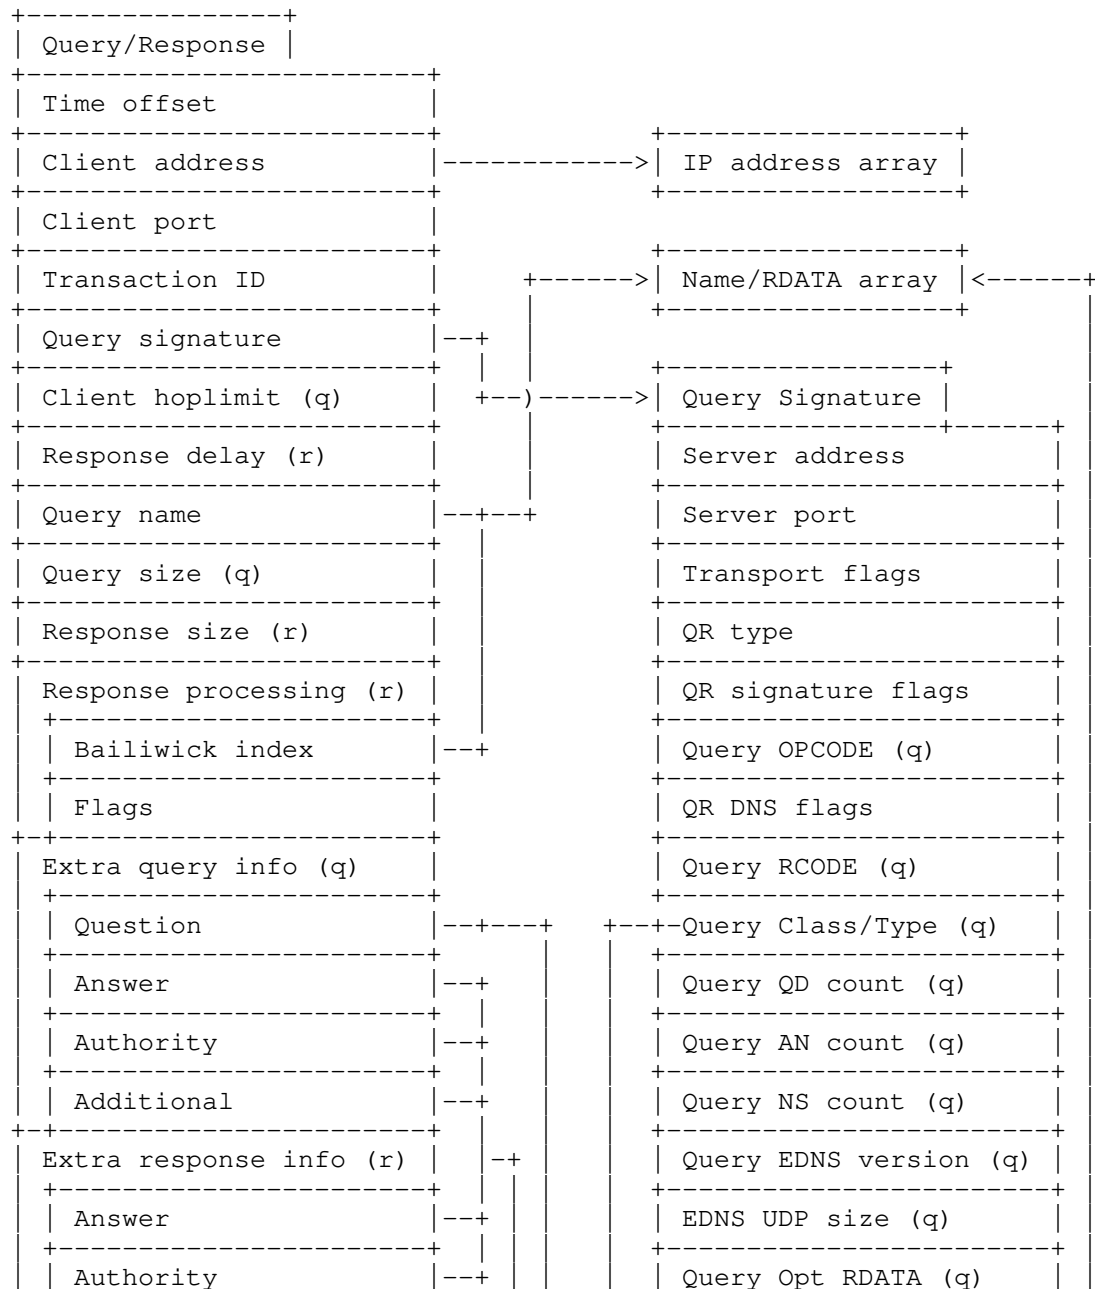 Query/Response
Time offset
Client address
IP address array
Client port
Transaction ID
Name/RDATA array
Query signature
Client hoplimit (q)
Query Signature
Response delay (r)
Server address
Query name
Server port
Query size (q)
Transport flags
Response size (r)
QR type
Response processing (r)
QR signature flags
Bailiwick index
Query OPCODE (q)
Flags
QR DNS flags
Extra query info (q)
Query RCODE (q)
Question
Query Class/Type (q)
Answer
Query QD count (q)
Authority
Query AN count (q)
Additional
Query NS count (q)
Extra response info (r)
Query EDNS version (q)
Answer
EDNS UDP size (q)
Authority
Query Opt RDATA (q)